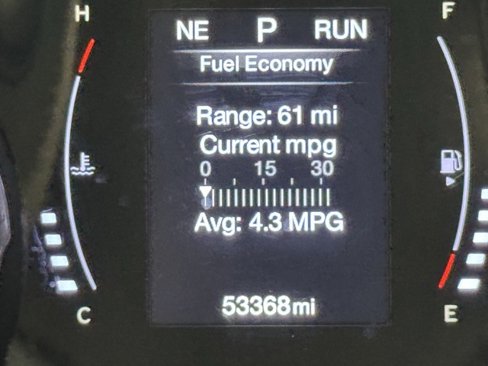 H F
NE P RUN
Fuel Economy
Range: 61 mi
Current mpg
0 15 30
Avg: 4.3 MPG
53368mi
C E